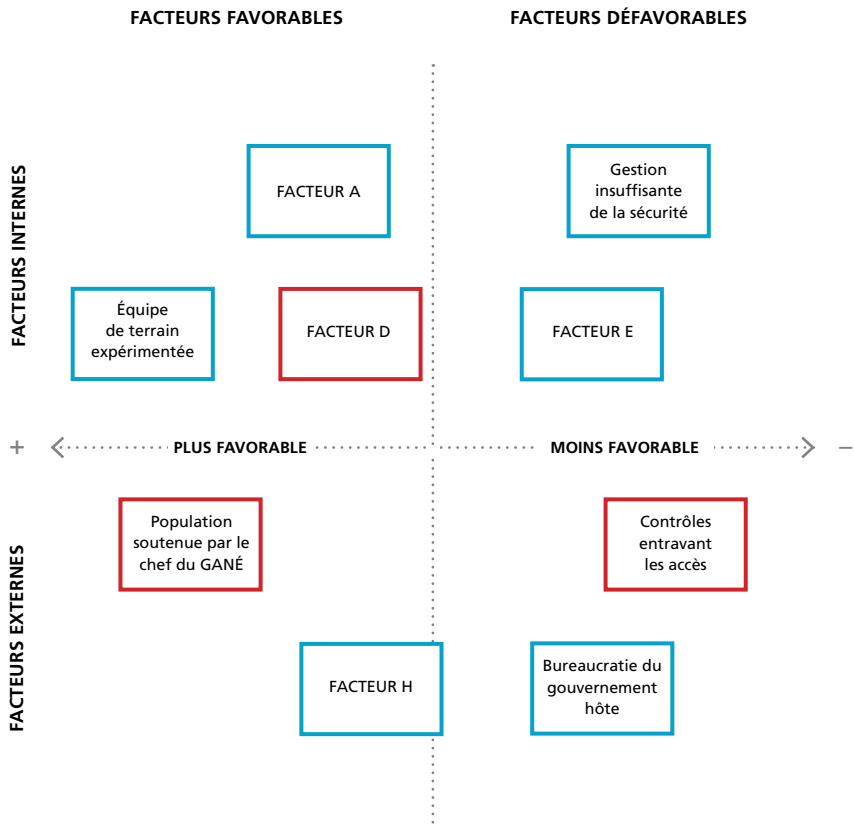 FACTEURS FAVORABLES
FACTEURS DÉFAVORABLES
FACTEURS INTERNES
FACTEUR A
Gestion
insuffisante
de la sécurité
Équipe
de terrain
expérimentée
FACTEUR D
FACTEUR E
+
PLUS FAVORABLE
MOINS FAVORABLE
–
FACTEURS EXTERNES
Population
soutenue par le
chef du GANÉ
Contrôles
entravant
les accès
FACTEUR H
Bureaucratie du
gouvernement
hôte